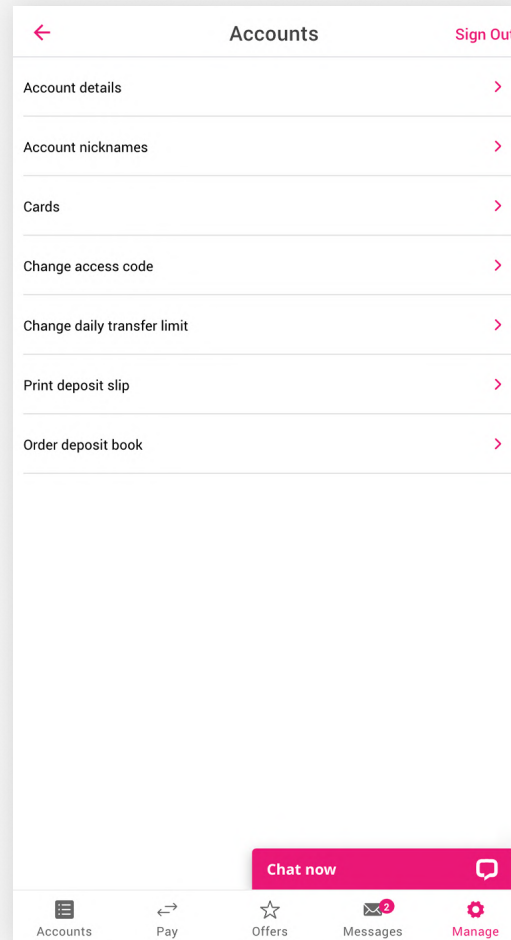 Accounts
Sign Out
Account details
Account nicknames
Cards
Change access code
Change daily transfer limit
Print deposit slip
Order deposit book
Chat now
2
Accounts
Pay
Offers
Messages
Manage